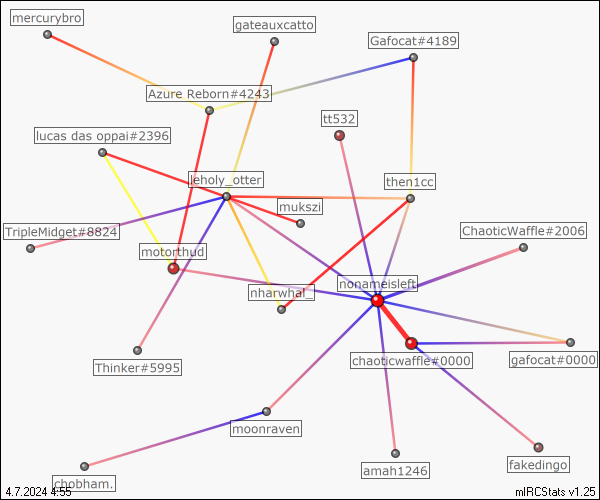 mercurybro
gateauxcatto
Gafocat#4189
Azure Reborn#4243
tt532
lucas das oppai#2396
leholy_otter
then1cc
mukszi
TripleMidget#8824
ChaoticWaffle#2006
motorthud
nonameisleft
nharwhal_
Thinker#5995
chaoticwaffle#0000
gafocat#0000
moonraven
chobham.
amah1246
fakedingo
4.7.2024 4:55
mIRCStats v1.25